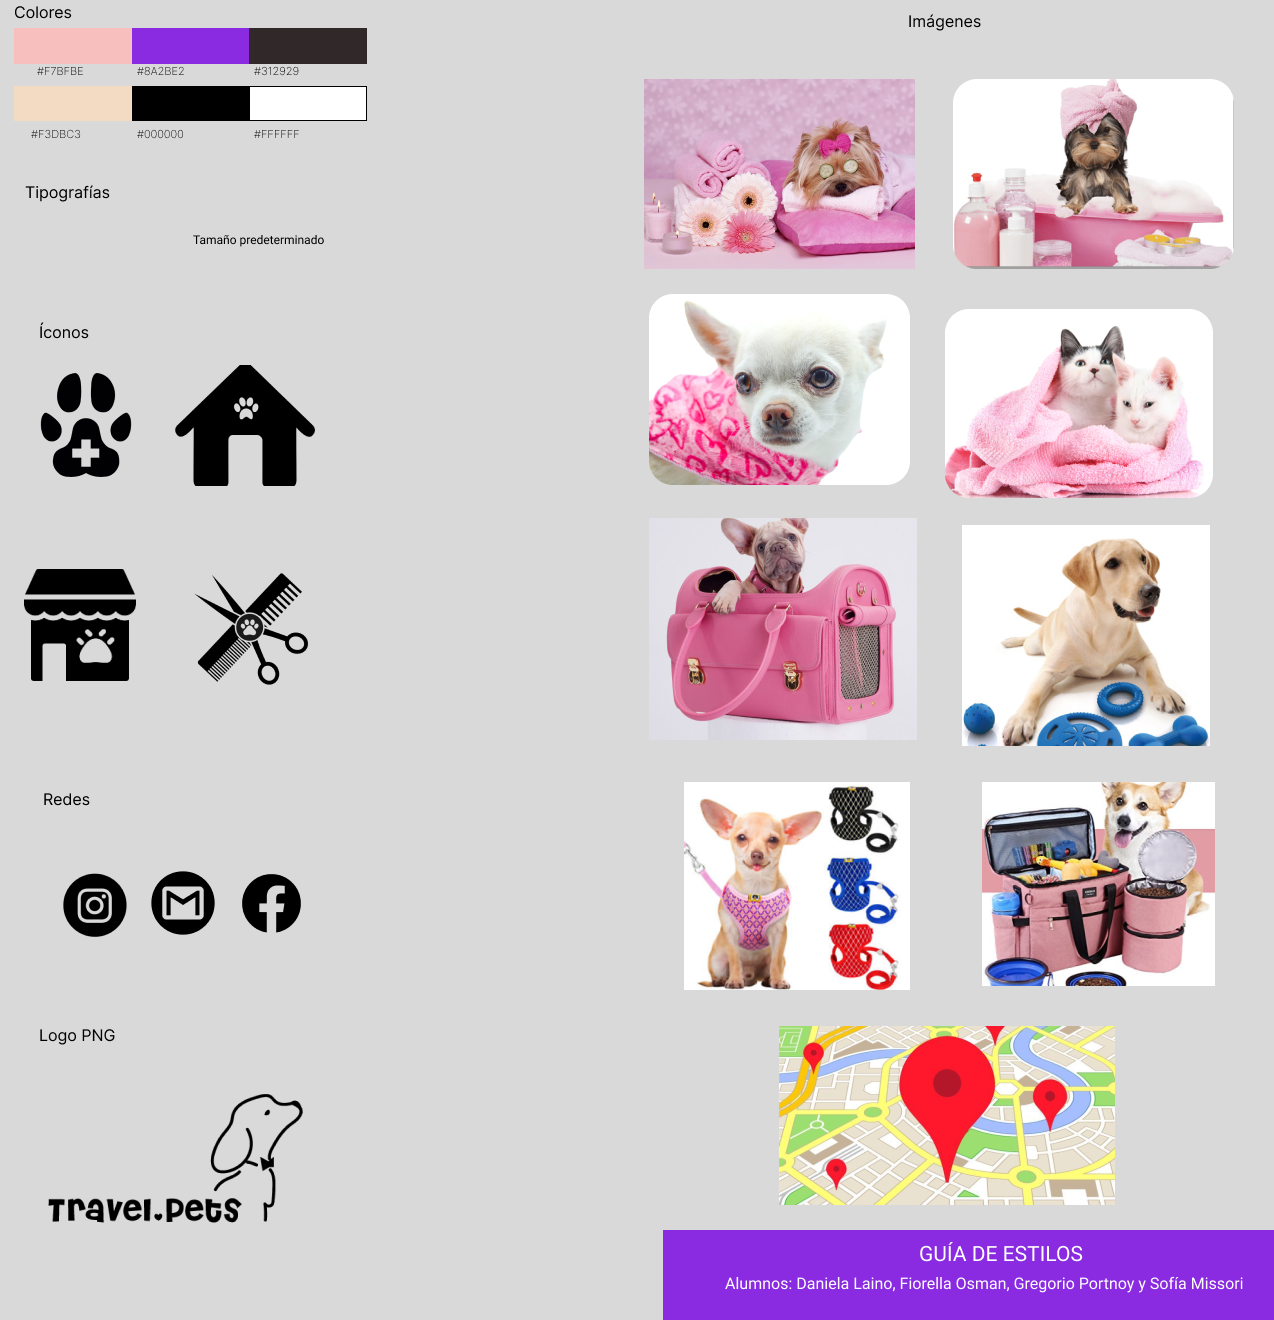 Colores
#F7BFBE
#8A2BE2
#312929
#F3DBC3
#000000
#FFFFFF
Tipografías
Tamaño predeterminado
Íconos
Redes
Logo PNG
Travel.Pets
Imágenes
GUÍA DE ESTILOS
Alumnos: Daniela Laino, Fiorella Osman, Gregorio Portnoy y Sofía Missori